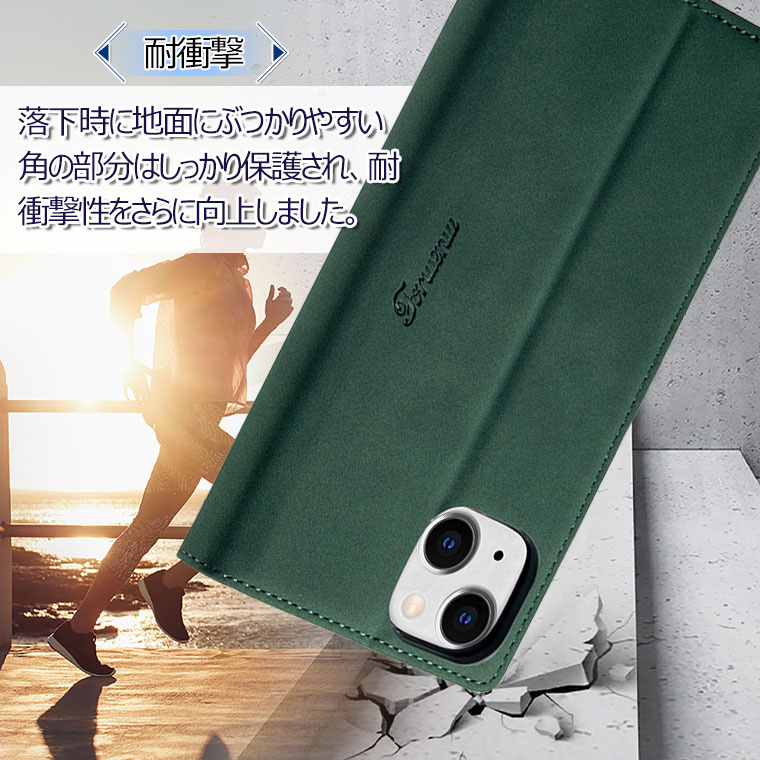 耐衝撃
落下時に地面にぶつかりやすい
角の部分はしっかり保護され、耐
衝撃性をさらに向上しました。